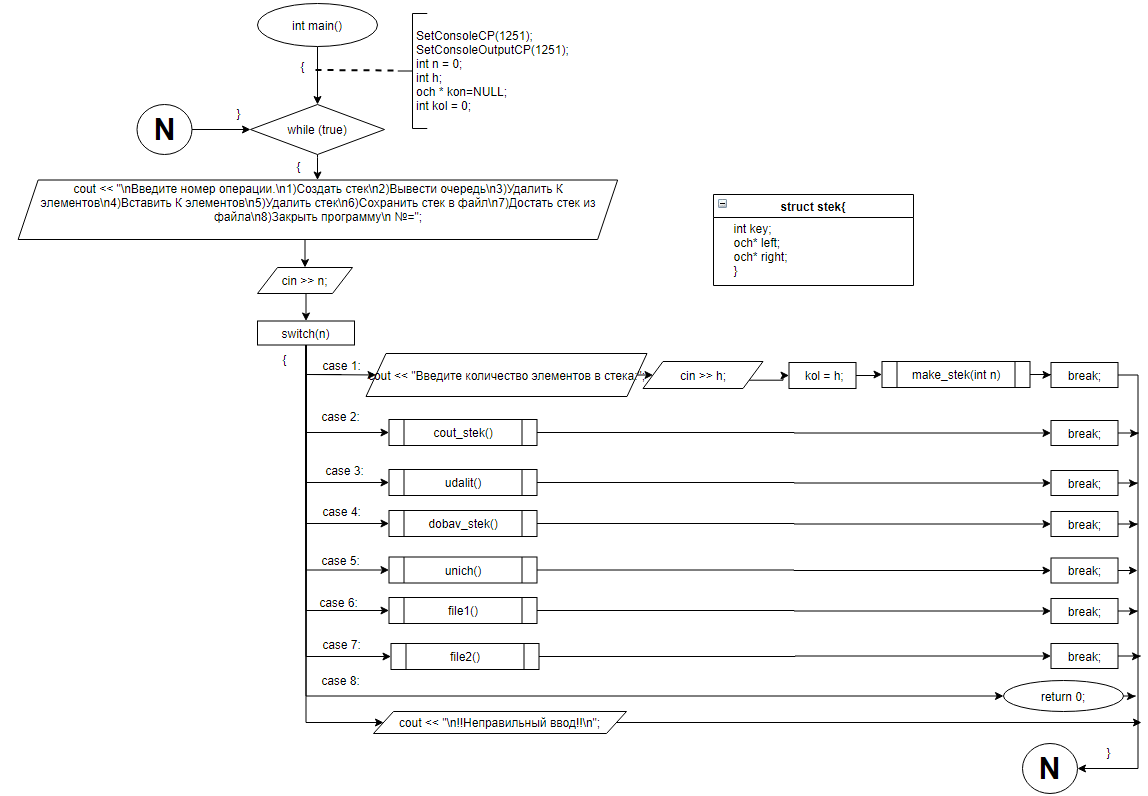 int main()
SetConsoleCP(1251);
SetConsoleOutputCP(1251);
int n = 0;
int h;
och * kon=NULL;
int kol = 0;
{
}
N
while (true)
{
cout << "\nВведите номер операции.\n1)Создать стек\n2)Вывести очередь\n3)Удалить К
элементов\n4)Вставить К элементов\n5)Удалить стек\n6)Сохранить стек в файл\n7)Достать стек из
файла\n8)Закрыть программу\n №=";
struct stek{
int key;
och* left;
och* right;
}
cin >> n;
switch(n)
{
case 1:
cout << "Введите количество элементов в стека:";
cin >> h;
kol = h;
make_stek(int n)
break;
case 2:
cout_stek()
break;
case 3:
udalit()
break;
case 4:
dobav_stek()
break;
case 5:
unich()
break;
case 6:
file1()
break;
case 7:
file2()
break;
case 8:
return 0;
cout << "\n!!Неправильный ввод!!\n";
}
N